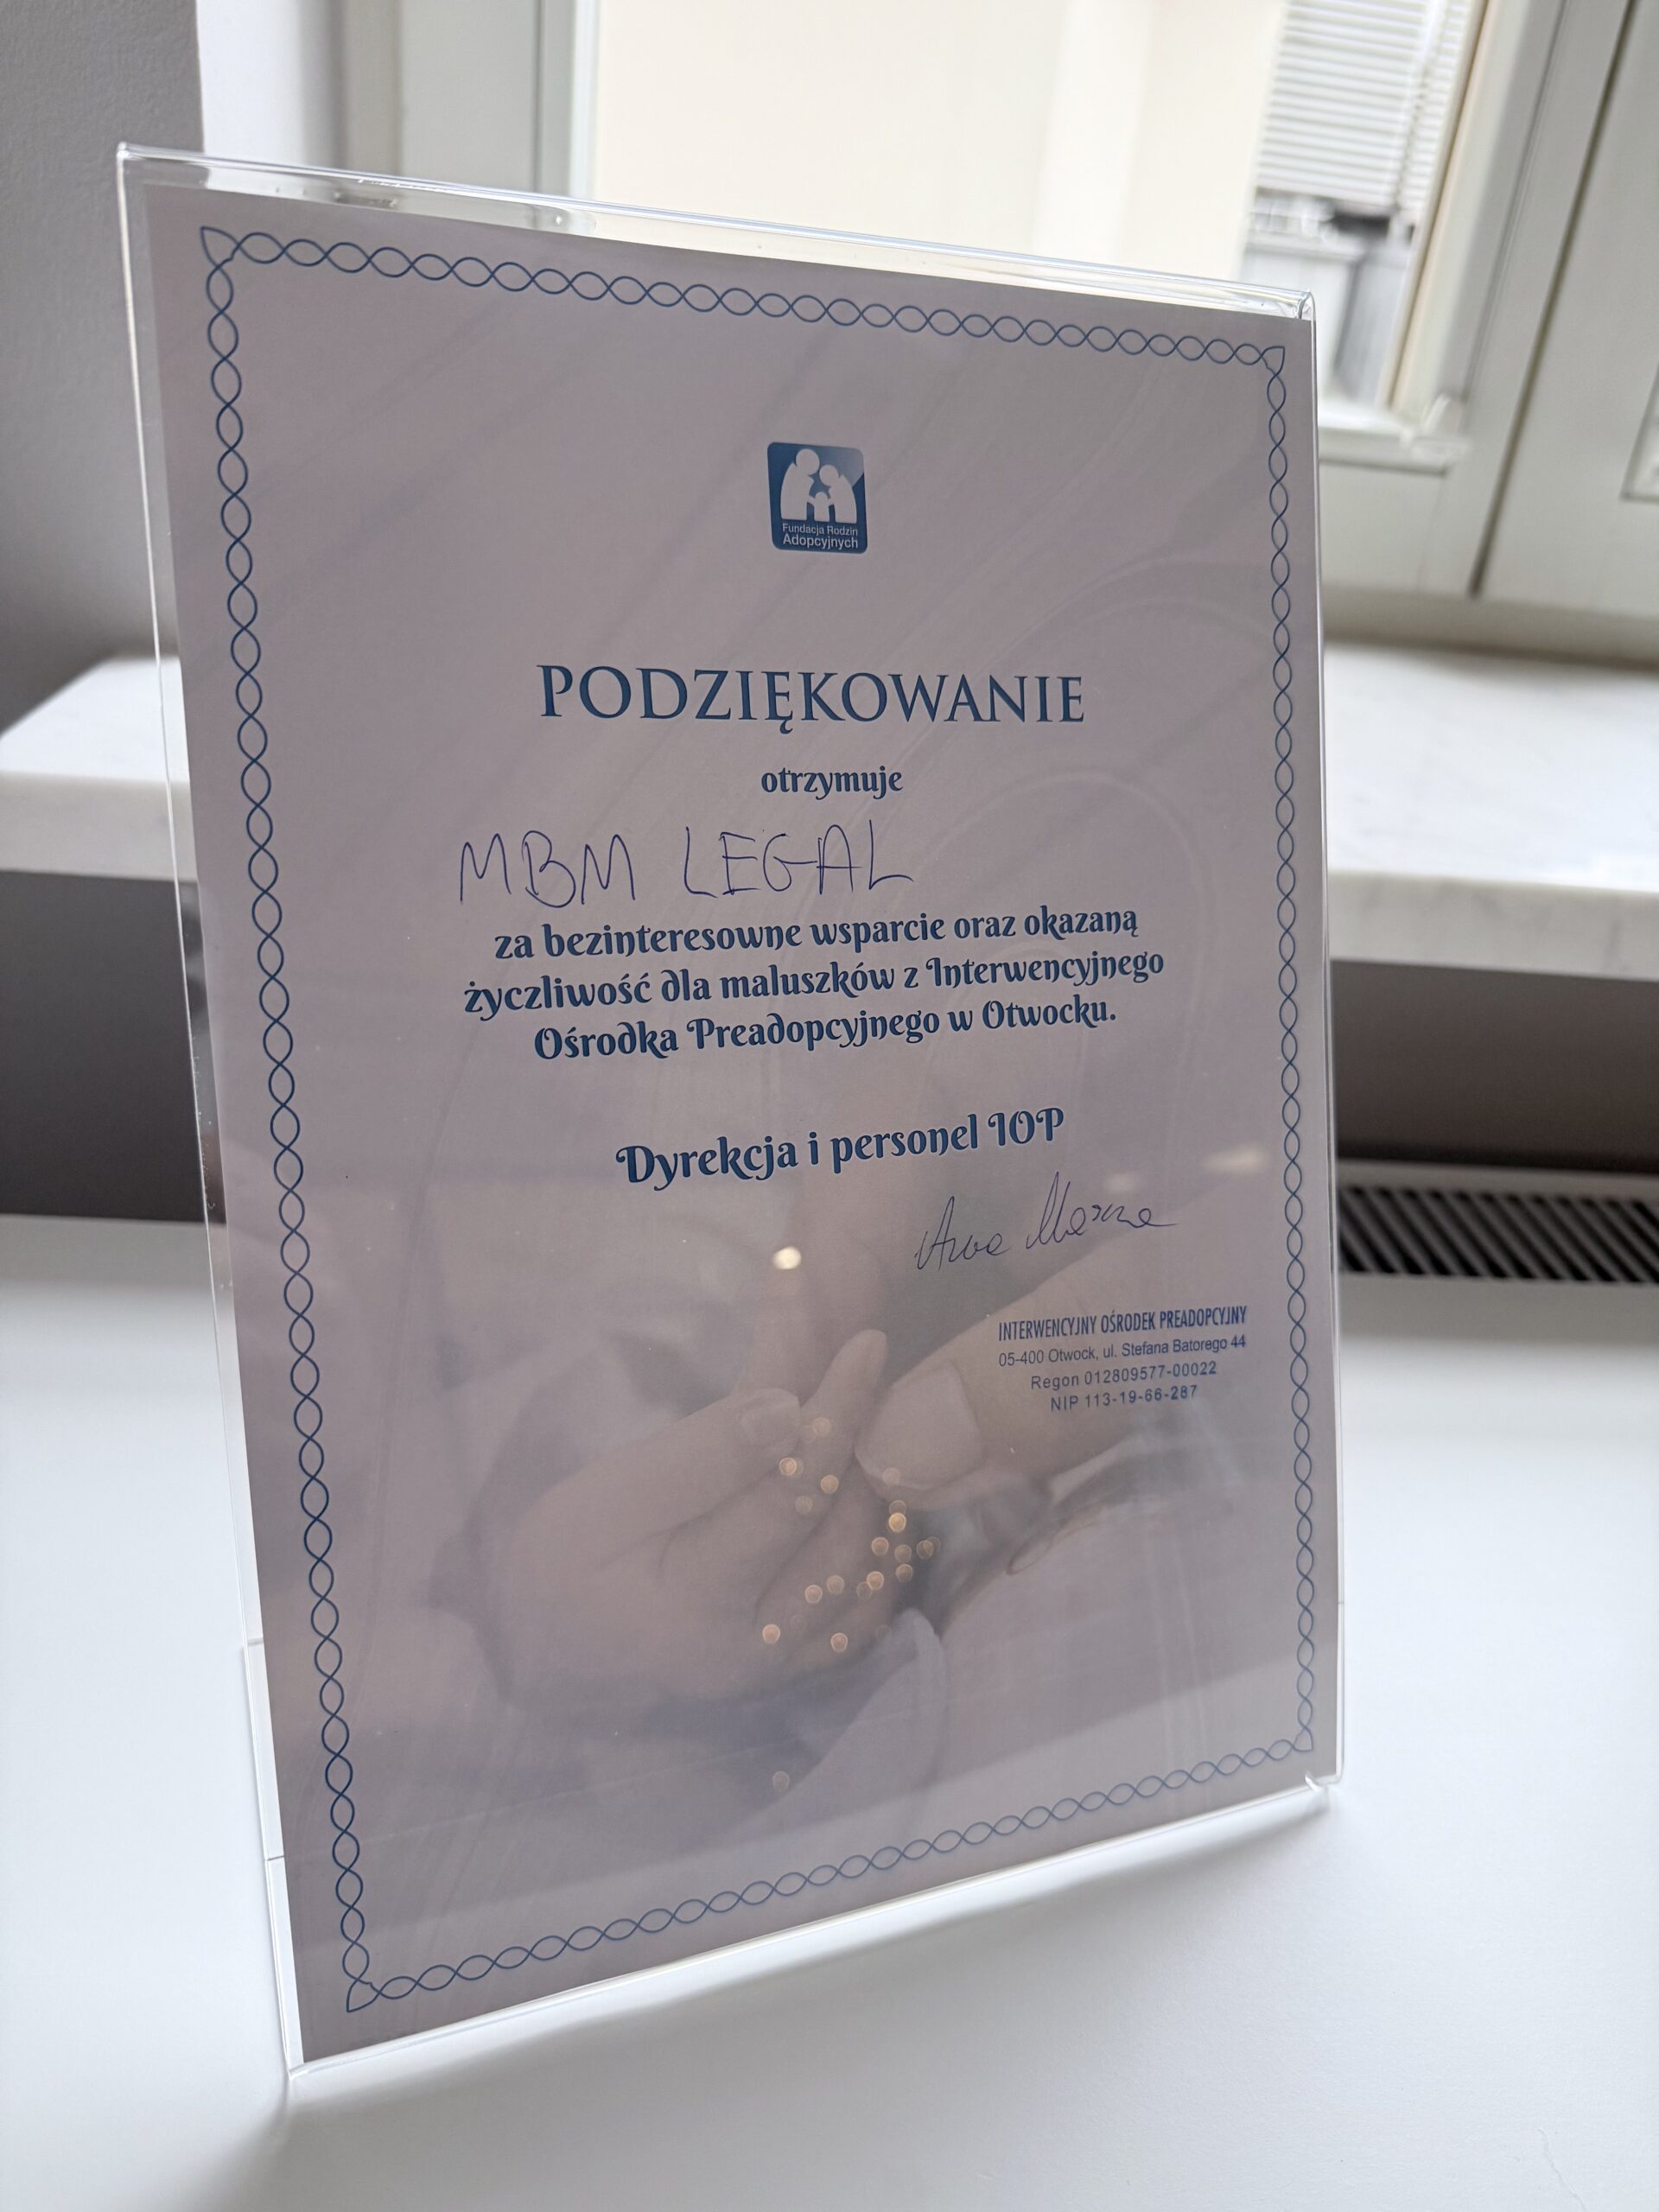 Fundacja Rodzin
Adopcyjnych
PODZIĘKOWANIE
otrzymuje
MBM LEGAL
za bezinteresowne wsparcie oraz okazaną
życzliwość dla maluszków z Interwencyjnego
Ośrodka Preadopcyjnego w Otwocku.
Dyrekcja i personel IOP
INTERWENCYJNY OŚRODEK PREADOPCYJNY
05-400 Otwock, ul. Stefana Batorego 44
Regon 012809577-00022
NIP 113-19-66-287